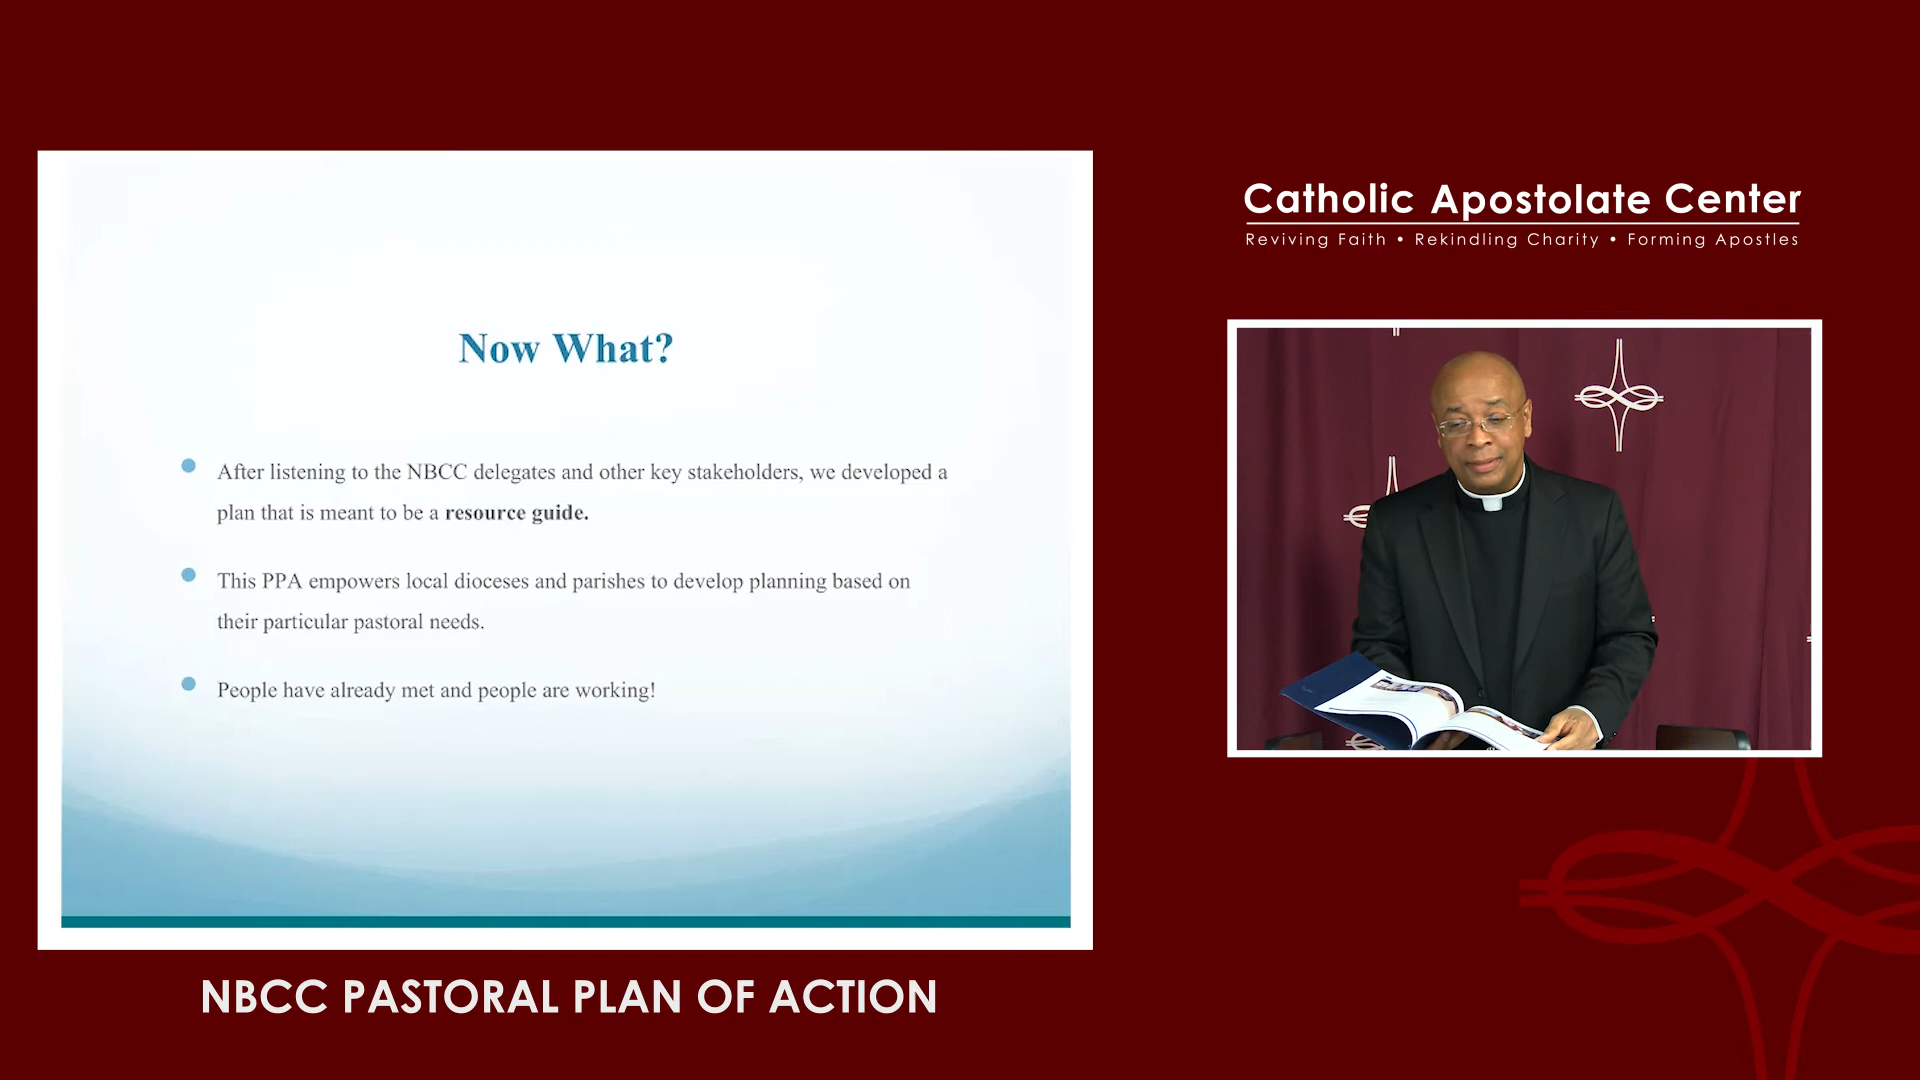 Now What?
After listening to the NBCC delegates and other key stakeholders, we developed a
plan that is meant to be a resource guide.
This PPA empowers local dioceses and parishes to develop planning based on
their particular pastoral needs.
People have already met and people are working!
NBCC PASTORAL PLAN OF ACTION
Catholic Apostolate Center
Reviving Faith • Rekindling Charity • Forming Apostles